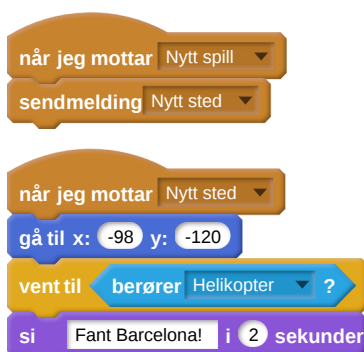 når jeg mottar Nytt spill
sendmelding Nytt sted
når jeg mottar Nytt sted
gå til x: -98 y: -120
vent til berører Helikopter ?
si Fant Barcelona! i 2 sekunder